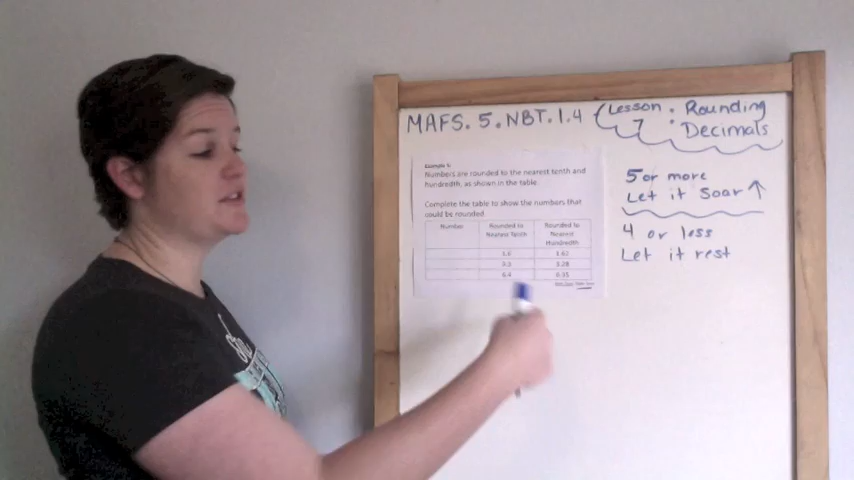 MAFS. 5. NBT. 1.4 (Lesson : Rounding
7 Decimals
Numbers are rounded to the nearest tenth and
hundredth, as shown in the table.
Complete the table to show the numbers that
could be rounded
Number Rounded to Rounded to
Nearest Tenth Nearest
Hundredth
1.6 1.62
3.28
6.4 6.35
5 or more
Let it Soar ↑
4 or less
Let it rest